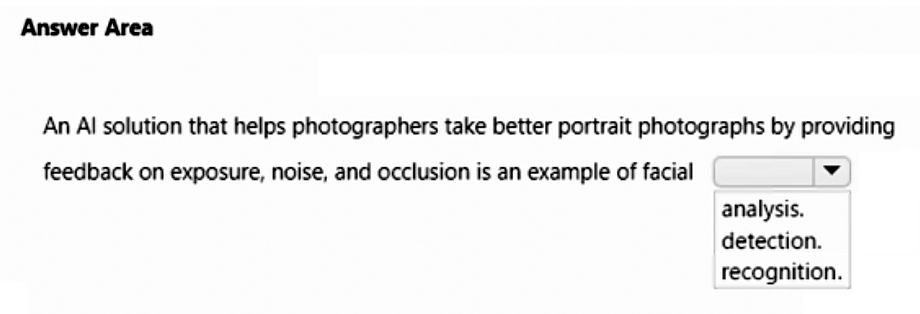 Answer Area
An AI solution that helps photographers take better portrait photographs by providing
feedback on exposure, noise, and occlusion is an example of facial
analysis.
detection.
recognition.